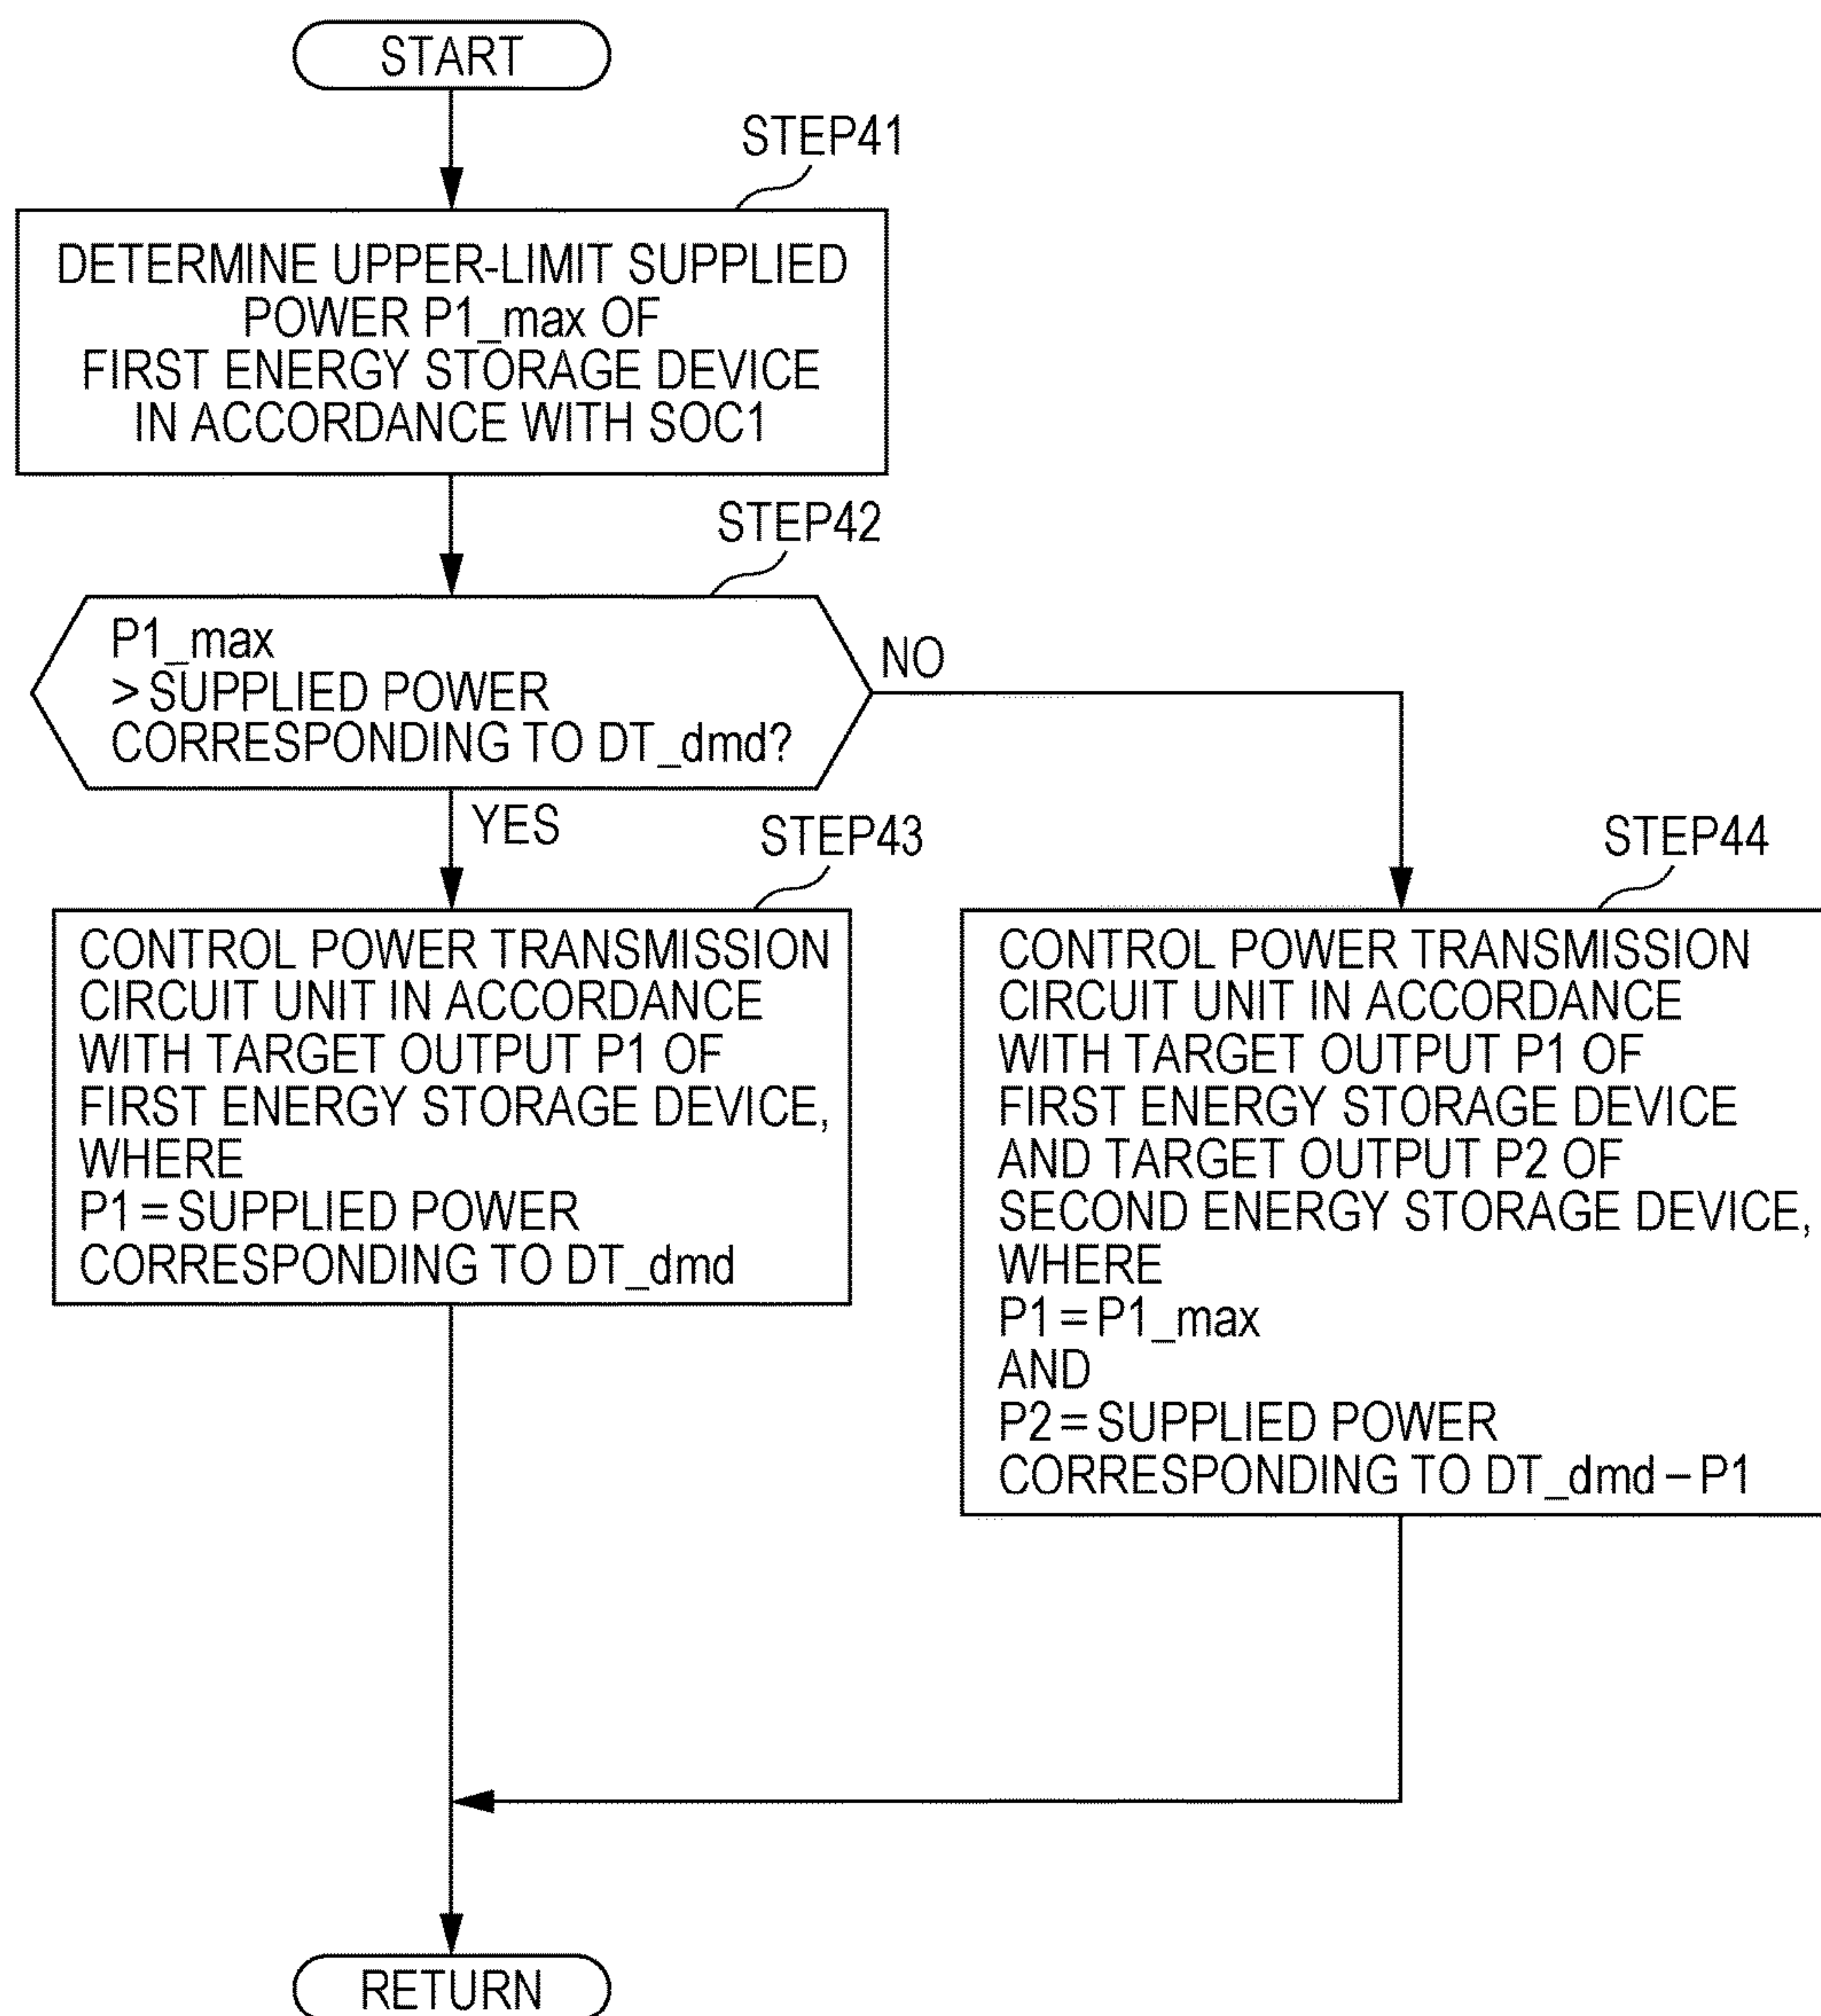 START
STEP41
DETERMINE UPPER-LIMIT SUPPLIED
POWER P1_max OF
FIRST ENERGY STORAGE DEVICE
IN ACCORDANCE WITH SOC1
STEP42
P1_max
> SUPPLIED POWER
CORRESPONDING TO DT_dmd?
NO
YES
STEP43
CONTROL POWER TRANSMISSION
CIRCUIT UNIT IN ACCORDANCE
WITH TARGET OUTPUT P1 OF
FIRST ENERGY STORAGE DEVICE,
WHERE
P1 = SUPPLIED POWER
CORRESPONDING TO DT_dmd
STEP44
CONTROL POWER TRANSMISSION
CIRCUIT UNIT IN ACCORDANCE
WITH TARGET OUTPUT P1 OF
FIRST ENERGY STORAGE DEVICE
AND TARGET OUTPUT P2 OF
SECOND ENERGY STORAGE DEVICE,
WHERE
P1 = P1_max
AND
P2 = SUPPLIED POWER
CORRESPONDING TO DT_dmd – P1
RETURN